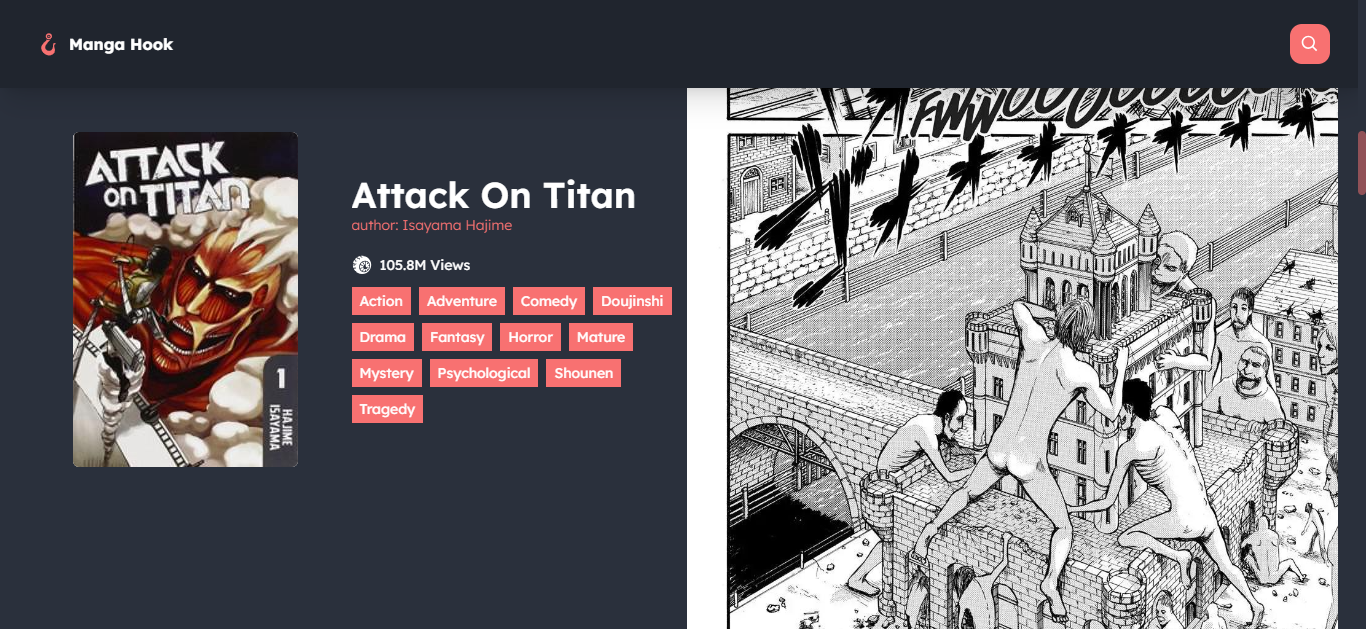 Manga Hook
ATTACK
on TITAN
1
HAJIME
ISAYAMA
Attack On Titan
author: Isayama Hajime
105.8M Views
Action Adventure Comedy Doujinshi
Drama Fantasy Horror Mature
Mystery Psychological Shounen
Tragedy